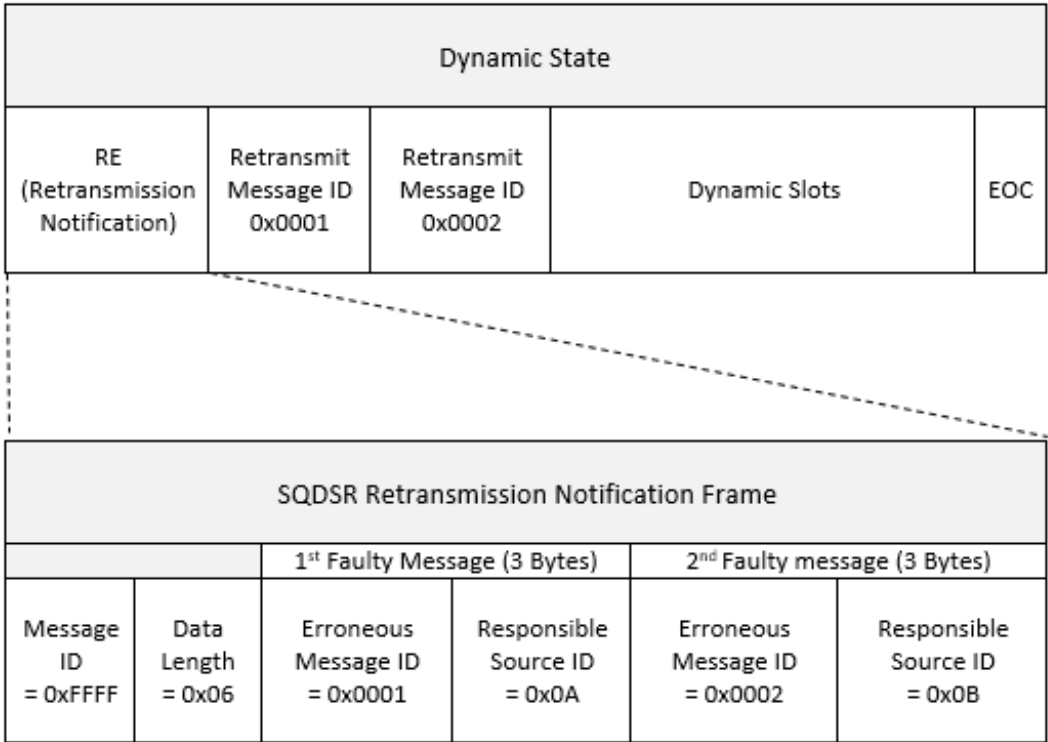 Dynamic State
RE
(Retransmission
Notification)
Retransmit
Message ID
0x0001
Retransmit
Message ID
0x0002
Dynamic Slots
EOC
SQDSR Retransmission Notification Frame
1st Faulty Message (3 Bytes)
2nd Faulty message (3 Bytes)
Message
ID
= 0xFFFF
Data
Length
= 0x06
Erroneous
Message ID
= 0x0001
Responsible
Source ID
= 0x0A
Erroneous
Message ID
= 0x0002
Responsible
Source ID
= 0x0B